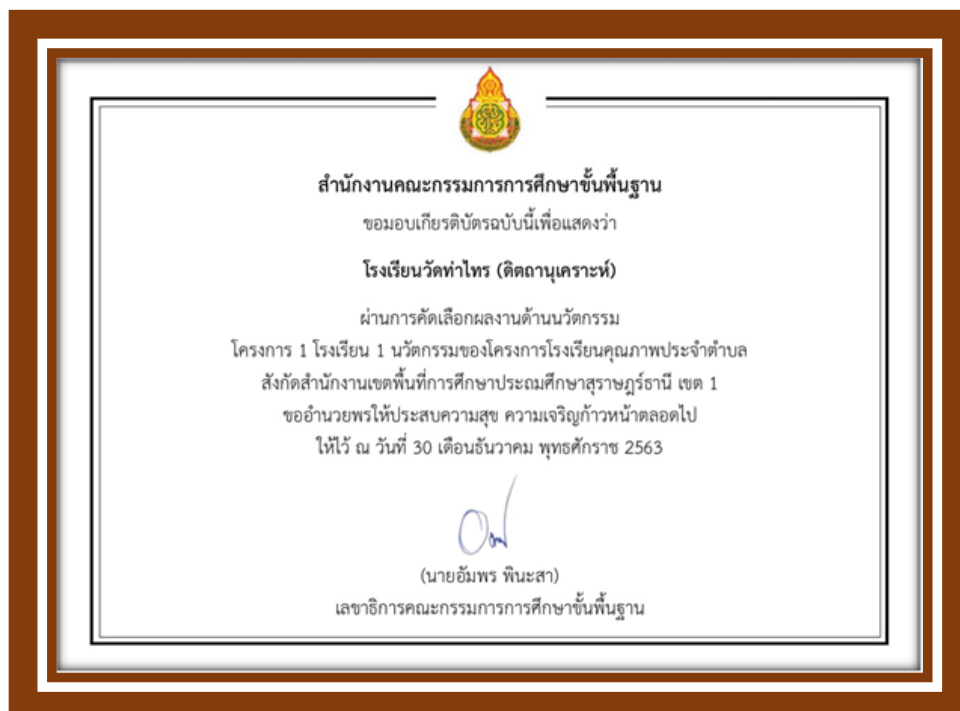 สำนักงานคณะกรรมการการศึกษาขั้นพื้นฐาน
ขอมอบเกียรติบัตรฉบับนี้เพื่อแสดงว่า
โรงเรียนวัดท่าไทร (ดิตถานุเคราะห์)
ผ่านการคัดเลือกผลงานด้านนวัตกรรม
โครงการ 1 โรงเรียน 1 นวัตกรรมของโครงการโรงเรียนคุณภาพประจำตำบล
สังกัดสำนักงานเขตพื้นที่การศึกษาประถมศึกษาสุราษฎร์ธานี เขต 1
ขออำนวยพรให้ประสบความสุข ความเจริญก้าวหน้าตลอดไป
ให้ไว้ ณ วันที่ 30 เดือนธันวาคม พุทธศักราช 2563
(นายอัมพร พินะสา)
เลขาธิการคณะกรรมการการศึกษาขั้นพื้นฐาน